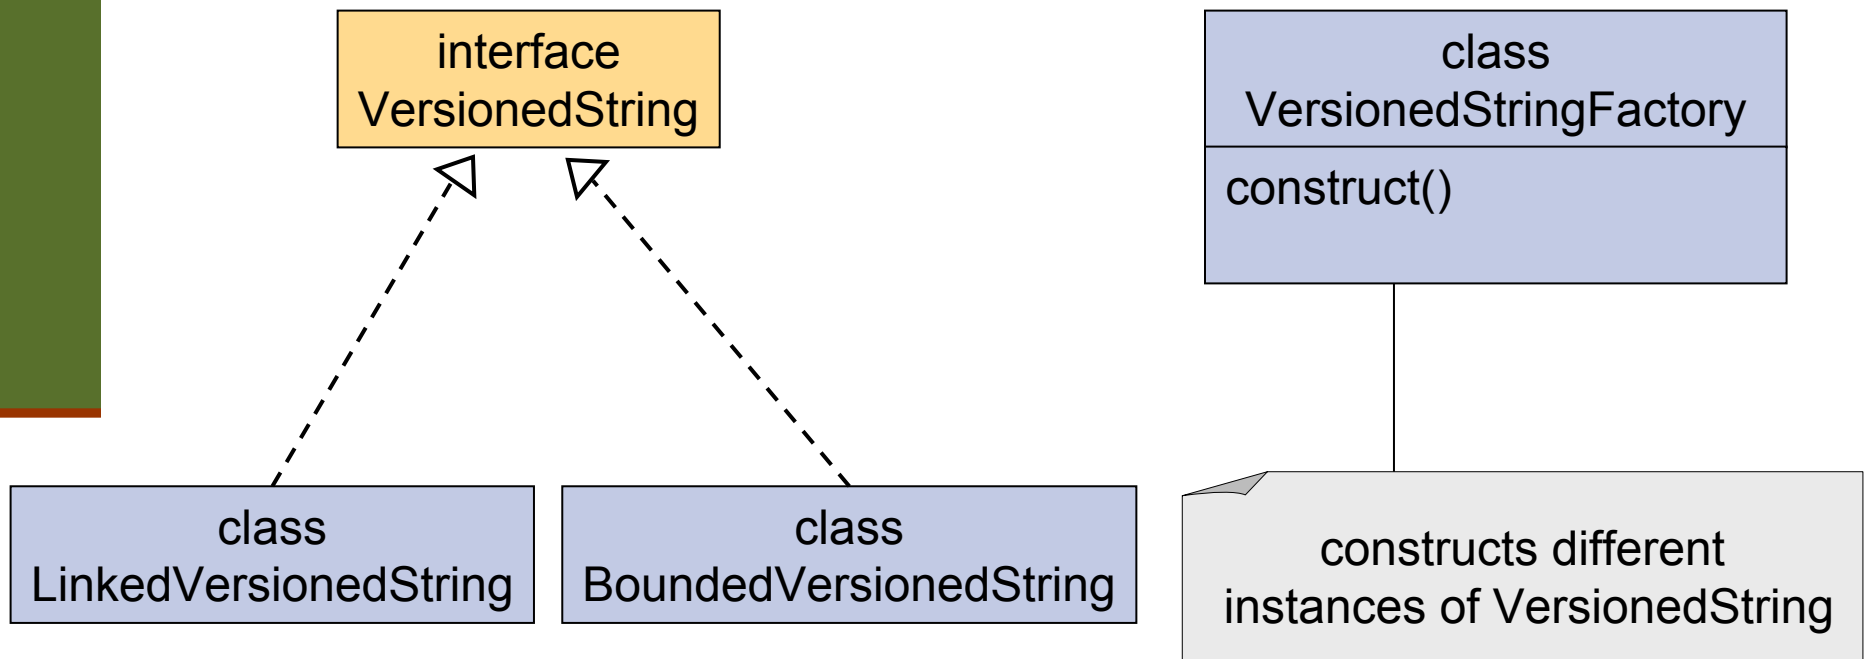 interface
VersionedString
class
VersionedStringFactory
construct()
class
LinkedVersionedString
class
BoundedVersionedString
constructs different
instances of VersionedString